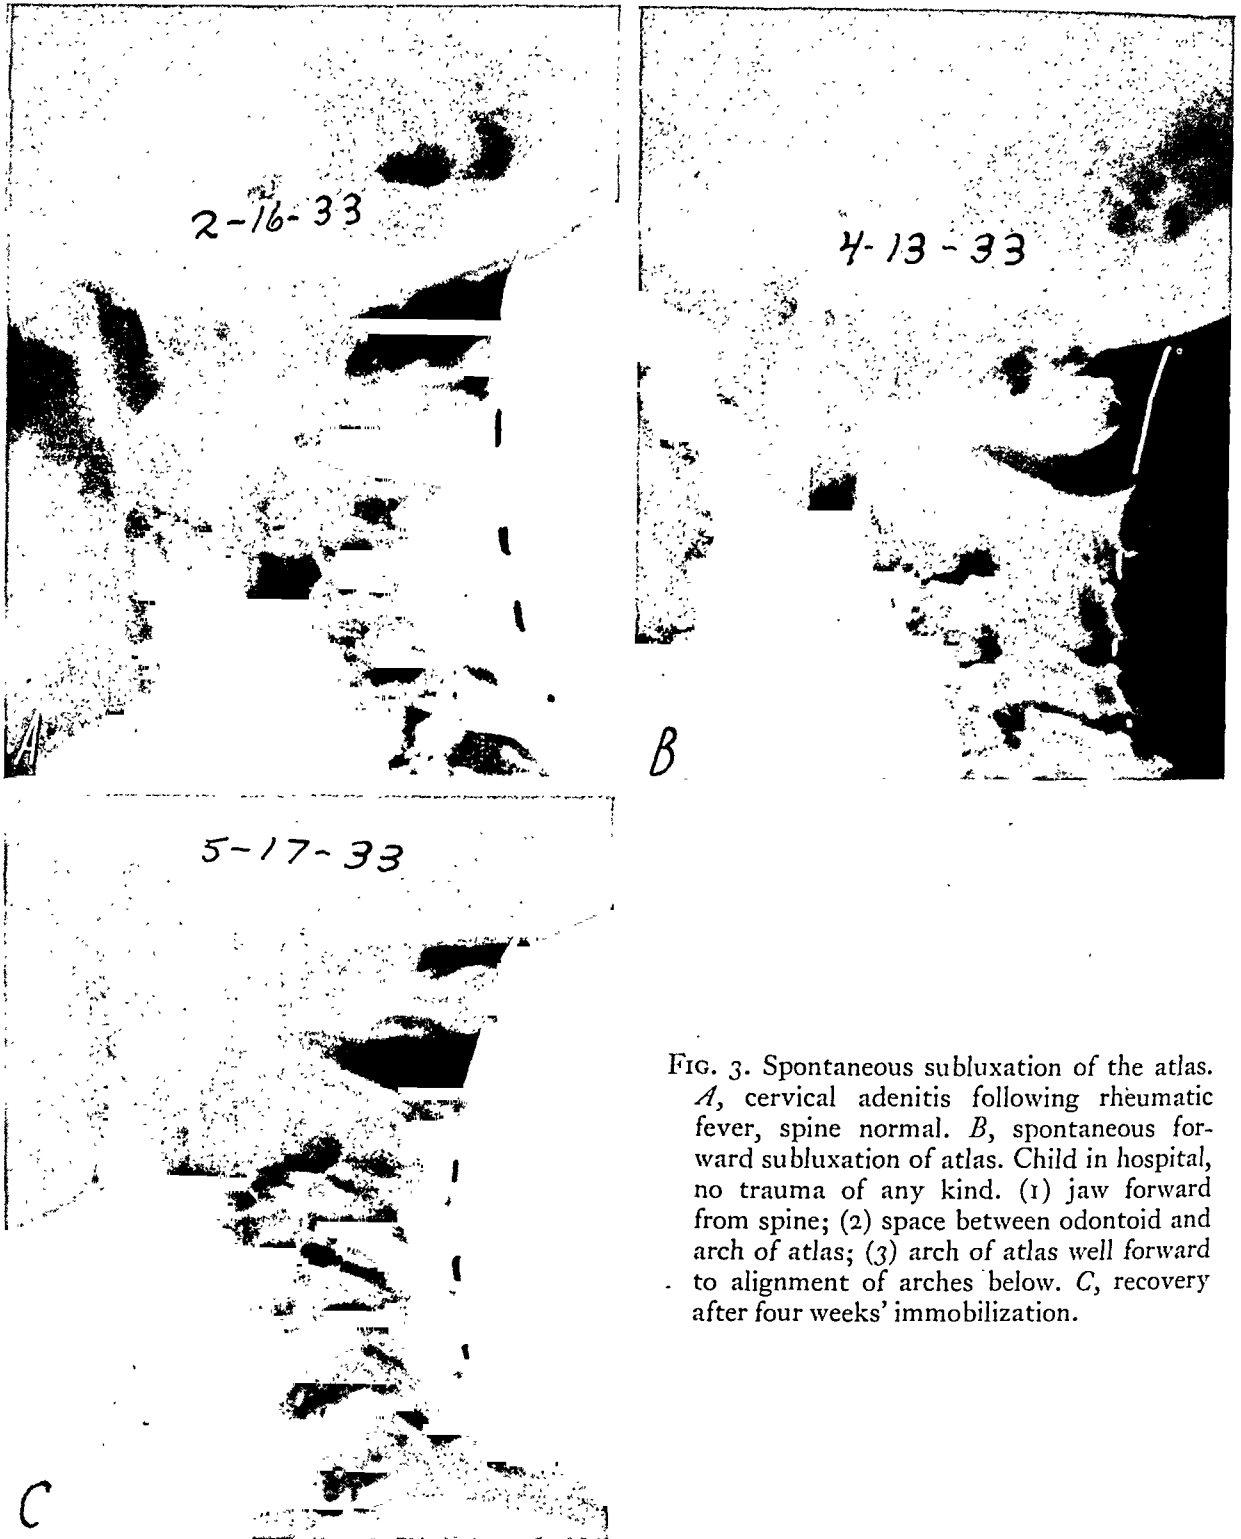 2-16-33
4-13-33
A
B
5-17-33
C
FIG. 3. Spontaneous subluxation of the atlas.
A, cervical adenitis following rheumatic
fever, spine normal. B, spontaneous for-
ward subluxation of atlas. Child in hospital,
no trauma of any kind. (1) jaw forward
from spine; (2) space between odontoid and
arch of atlas; (3) arch of atlas well forward
to alignment of arches below. C, recovery
after four weeks' immobilization.